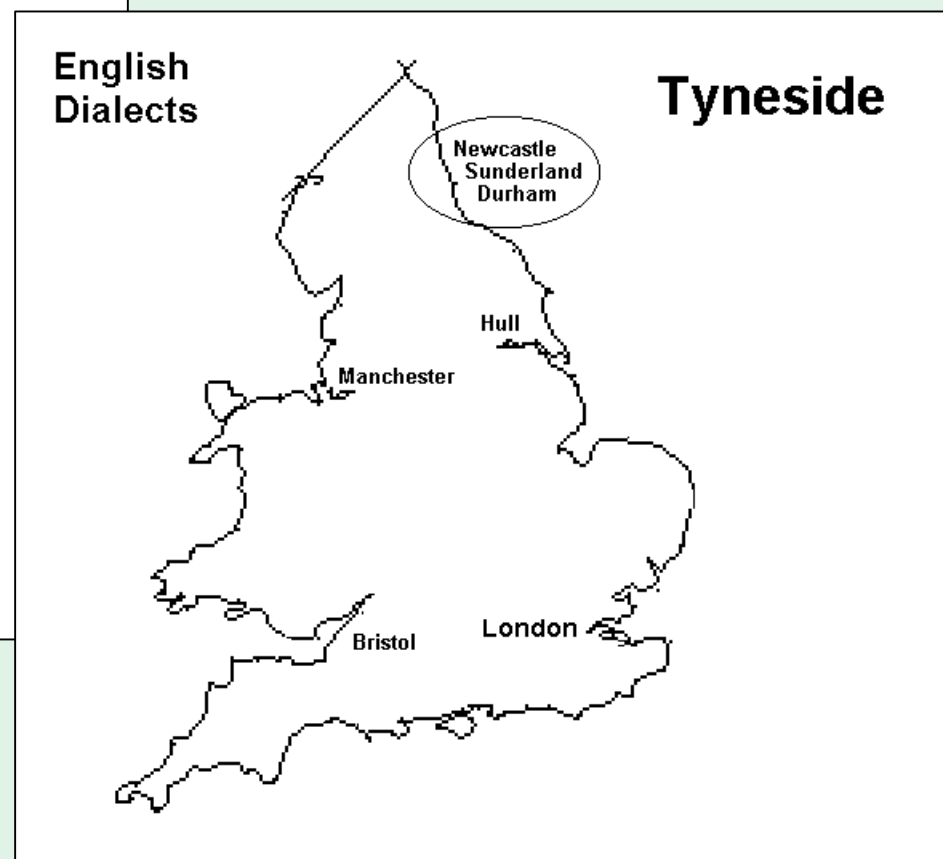 English
Dialects
Tyneside
Newcastle
Sunderland
Durham
Hull
Manchester
London
Bristol